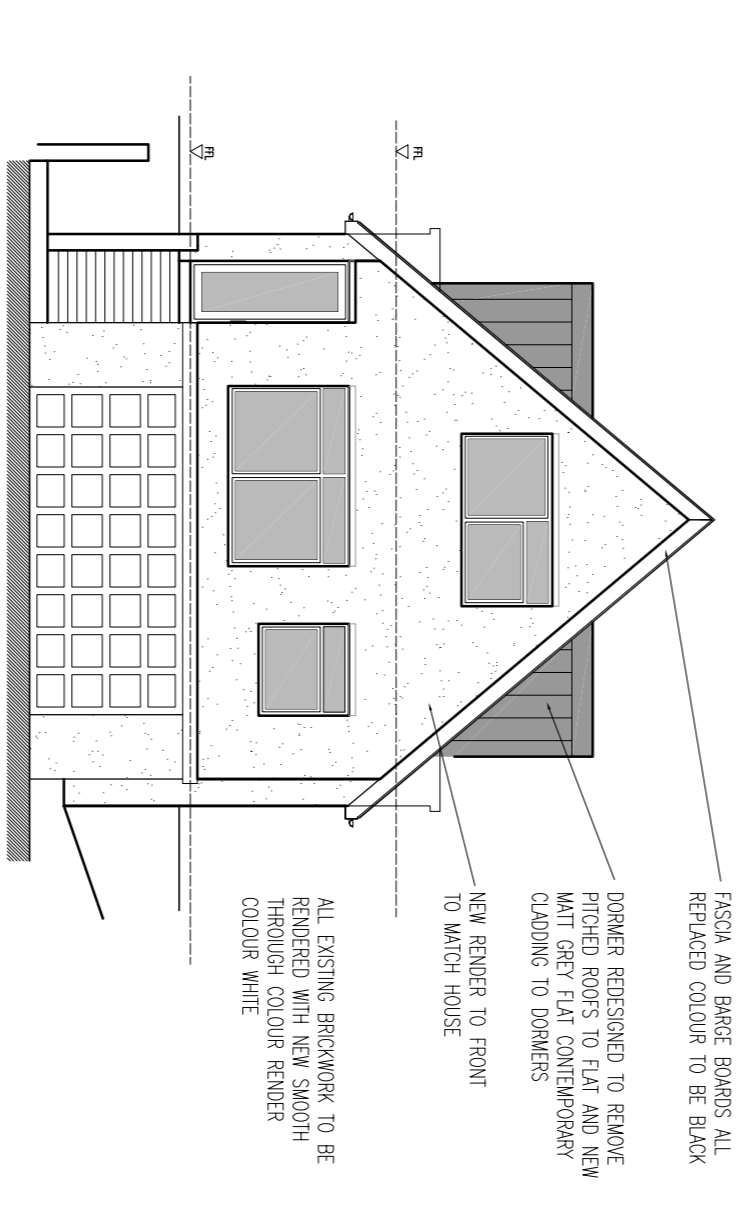 FASCIA AND BARGE BOARDS ALL
REPLACED COLOUR TO BE BLACK
DORMER REDESIGNED TO REMOVE
PITCHED ROOFS TO FLAT AND NEW
MATT GREY FLAT CONTEMPORARY
CLADDING TO DORMERS
NEW RENDER TO FRONT
TO MATCH HOUSE
ALL EXISTING BRICKWORK TO BE
RENDERED WITH NEW SMOOTH
THROIUGH COLOUR RENDER
COLOUR WHITE
FFL
FFL